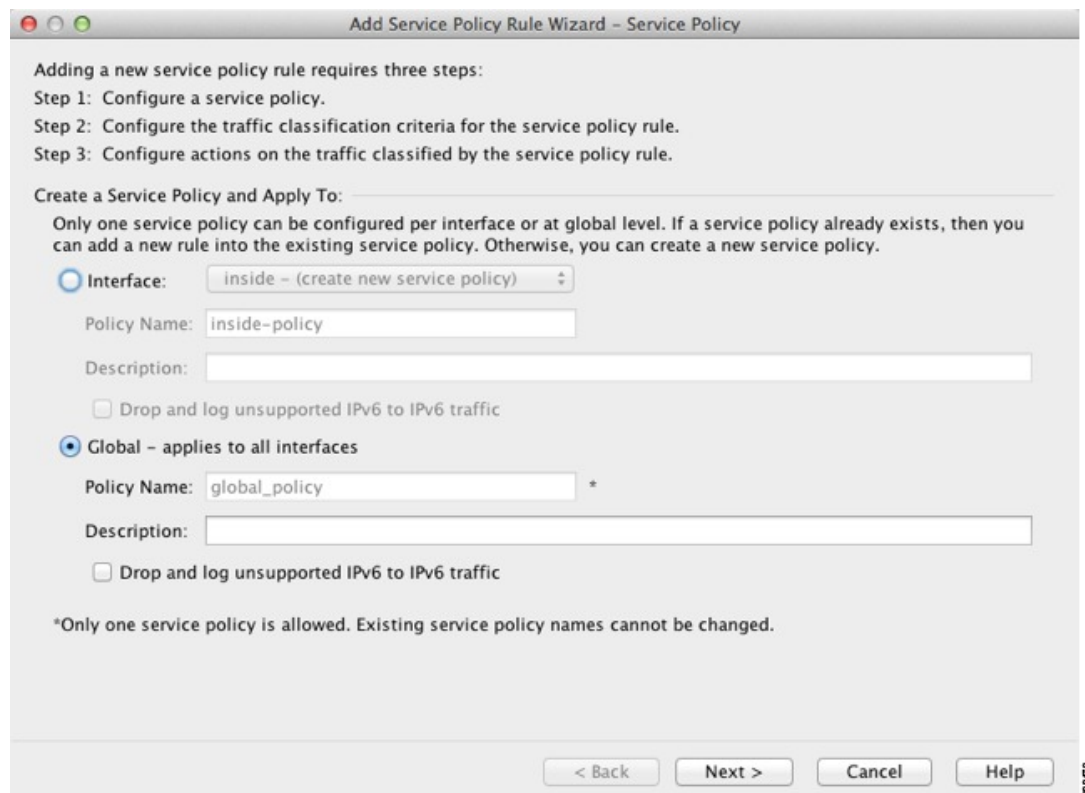 Add Service Policy Rule Wizard – Service Policy
Adding a new service policy rule requires three steps:
Step 1: Configure a service policy.
Step 2: Configure the traffic classification criteria for the service policy rule.
Step 3: Configure actions on the traffic classified by the service policy rule.
Create a Service Policy and Apply To:
Only one service policy can be configured per interface or at global level. If a service policy already exists, then you
can add a new rule into the existing service policy. Otherwise, you can create a new service policy.
Interface: inside – (create new service policy)
Policy Name: inside-policy
Description:
Drop and log unsupported IPv6 to IPv6 traffic
Global – applies to all interfaces
Policy Name: global_policy *
Description:
Drop and log unsupported IPv6 to IPv6 traffic
*Only one service policy is allowed. Existing service policy names cannot be changed.
< Back Next > Cancel Help